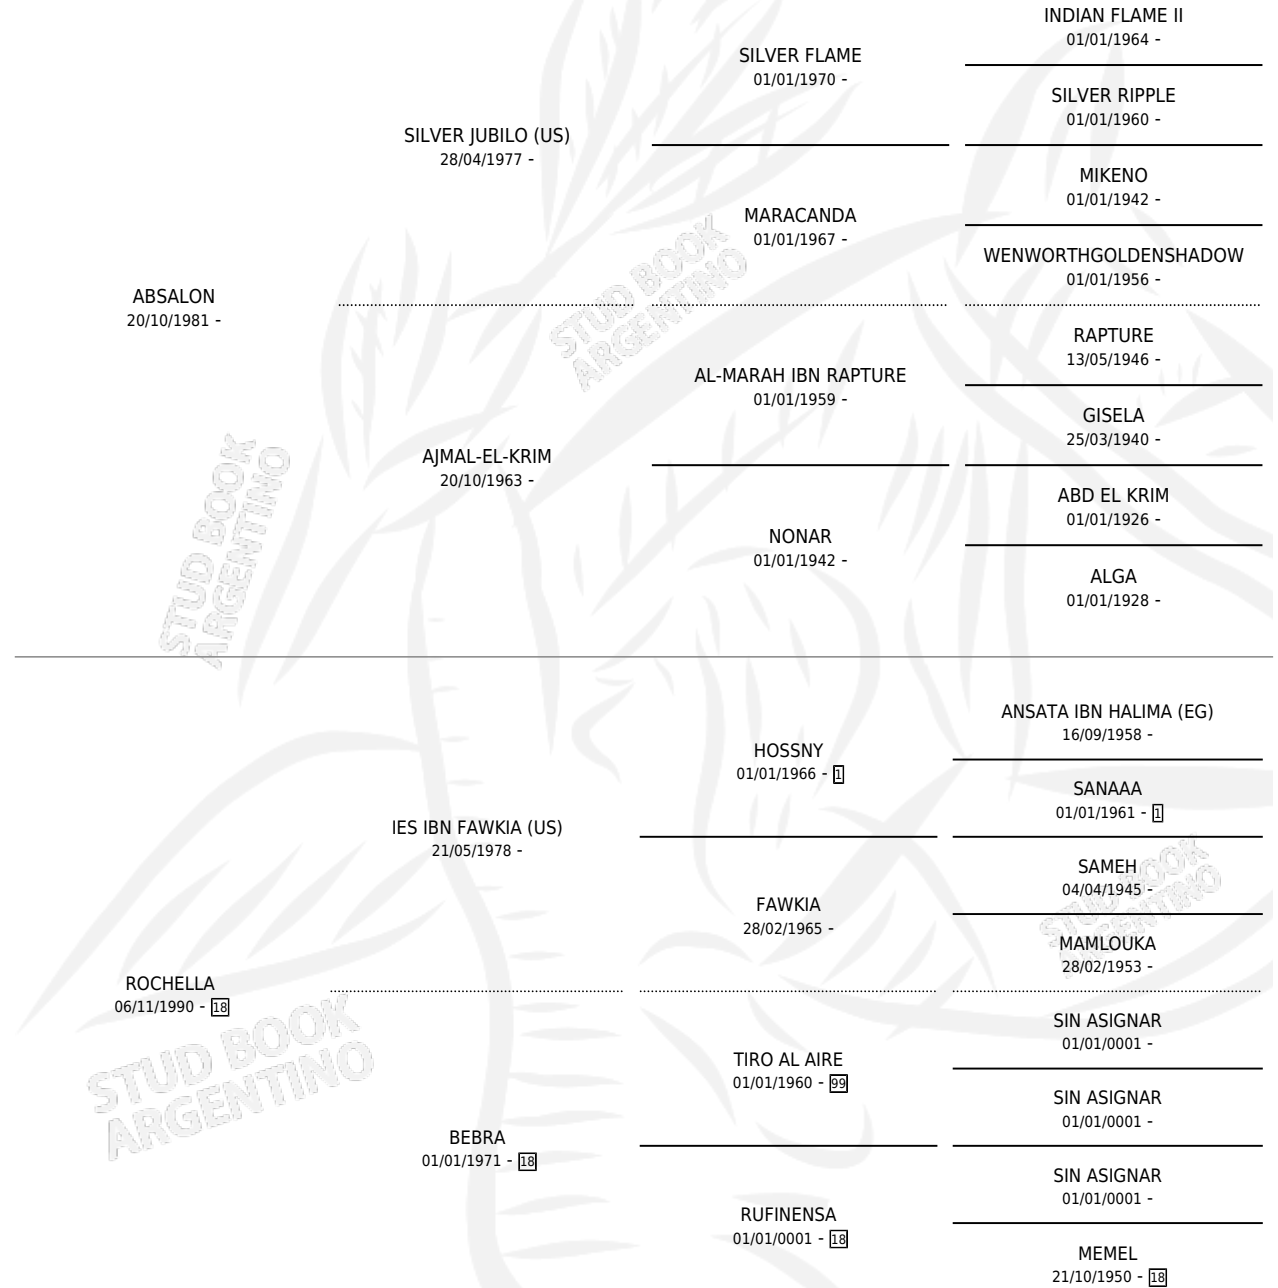 INDIAN FLAME II
01/01/1964 -
SILVER FLAME
01/01/1970 -
SILVER RIPPLE
01/01/1960 -
SILVER JUBILO (US)
28/04/1977 -
MIKENO
01/01/1942 -
MARACANDA
01/01/1967 -
WENWORTHGOLDENSHADOW
01/01/1956 -
ABSALON
20/10/1981 -
RAPTURE
13/05/1946 -
AL-MARAH IBN RAPTURE
01/01/1959 -
GISELA
25/03/1940 -
AJMAL-EL-KRIM
20/10/1963 -
ABD EL KRIM
01/01/1926 -
NONAR
01/01/1942 -
ALGA
01/01/1928 -
STUD BOOK
ARGENTINO
STUD BOOK
ARGENTINO
ANSATA IBN HALIMA (EG)
16/09/1958 -
HOSSNY
01/01/1966 - 1
SANAAA
01/01/1961 - 1
IES IBN FAWKIA (US)
21/05/1978 -
SAMEH
04/04/1945 -
FAWKIA
28/02/1965 -
MAMLOUKA
28/02/1953 -
ROCHELLA
06/11/1990 - 18
SIN ASIGNAR
01/01/0001 -
TIRO AL AIRE
01/01/1960 - 99
SIN ASIGNAR
01/01/0001 -
BEBRA
01/01/1971 - 18
SIN ASIGNAR
01/01/0001 -
RUFINENSA
01/01/0001 - 18
MEMEL
21/10/1950 - 18
STUD BOOK
ARGENTINO
STUD BOOK
ARGENTINO